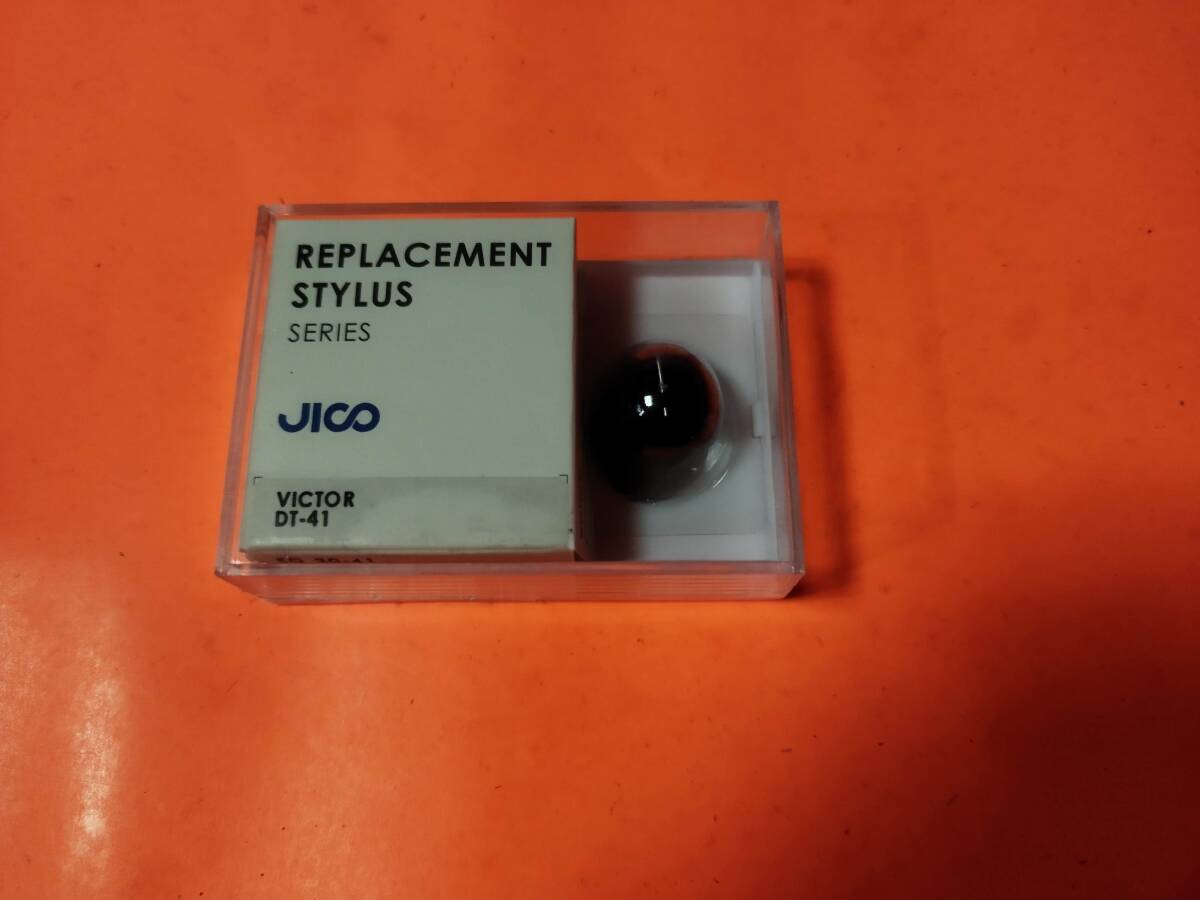 REPLACEMENT
STYLUS
SERIES
JICO
VICTOR
DT-41